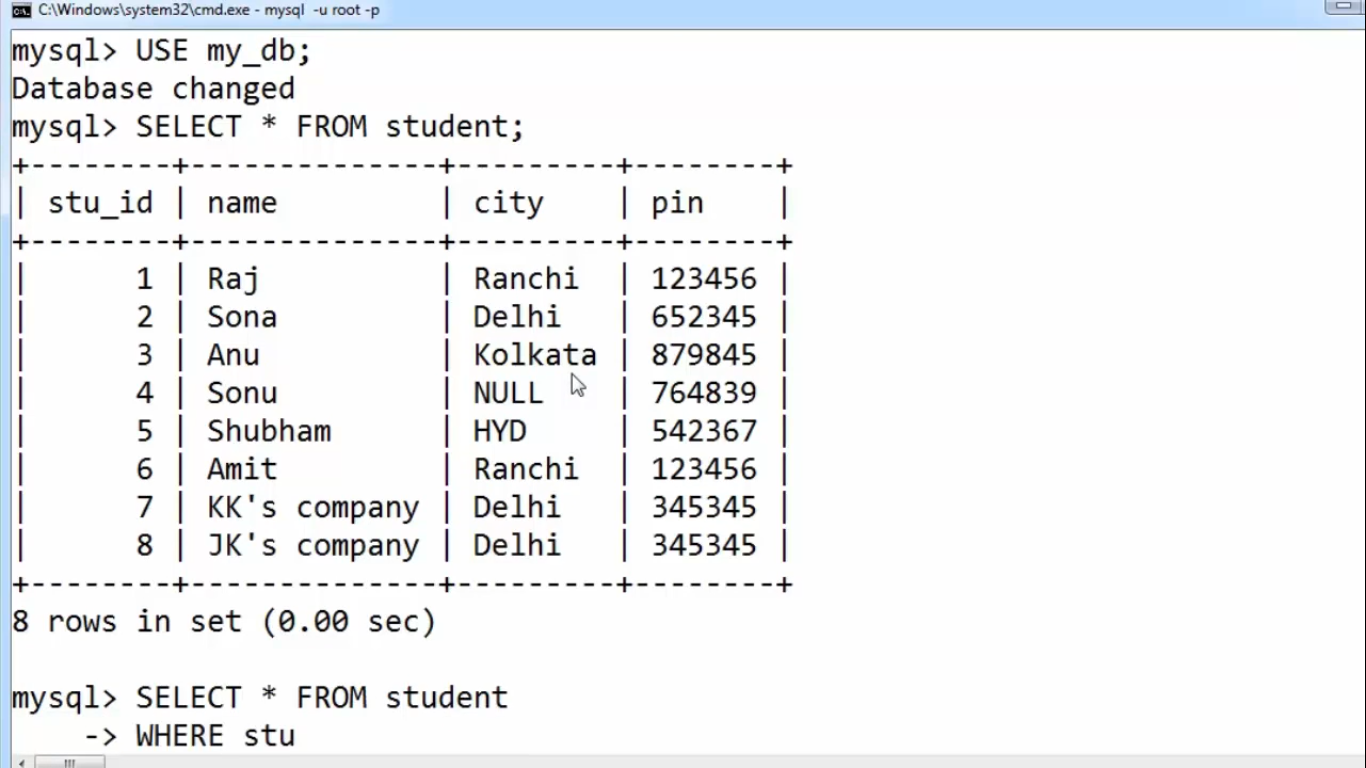 C:\Windows\system32\cmd.exe - mysql  -u root -p
mysql> USE my_db;
Database changed
mysql> SELECT * FROM student;
+--------+--------------+---------+--------+
| stu_id | name         | city    | pin    |
+--------+--------------+---------+--------+
|      1 | Raj          | Ranchi  | 123456 |
|      2 | Sona         | Delhi   | 652345 |
|      3 | Anu          | Kolkata | 879845 |
|      4 | Sonu         | NULL    | 764839 |
|      5 | Shubham      | HYD     | 542367 |
|      6 | Amit         | Ranchi  | 123456 |
|      7 | KK's company | Delhi   | 345345 |
|      8 | JK's company | Delhi   | 345345 |
+--------+--------------+---------+--------+
8 rows in set (0.00 sec)
mysql> SELECT * FROM student
    -> WHERE stu